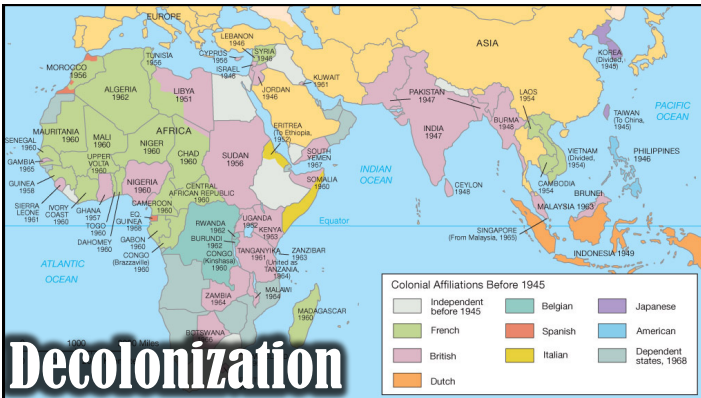 EUROPE
ASIA
LEBANON
1946
CYPRUS
1956
SYRIA
1946
ISRAEL
1948
TUNISIA
1956
MOROCCO
1956
ALGERIA
1962
LIBYA
1951
JORDAN
1946
KUWAIT
1961
KOREA
(Divided,
1945)
PAKISTAN
1947
LAOS
1954
TAIWAN
(To China,
1945)
PACIFIC
OCEAN
MAURITANIA
1960
MALI
1960
NIGER
1960
AFRICA
CHAD
1960
ERITREA
(To Ethiopia,
1952)
INDIA
1947
BURMA
1948
VIETNAM
(Divided,
1954)
PHILIPPINES
1946
SENEGAL
1960
GAMBIA
1965
UPPER
VOLTA
1960
NIGERIA
1960
SUDAN
1956
SOUTH
YEMEN
1967
INDIAN
OCEAN
GUINEA
1958
SOMALIA
1960
CAMBODIA
1954
CEYLON
1948
BRUNEI
MALAYSIA 1963
SIERRA
LEONE
1961
IVORY
COAST
1960
GHANA
1957
TOGO
1960
DAHOMEY
1960
CAMEROON
1960
CENTRAL
AFRICAN REPUBLIC
1960
EQ.
GUINEA
1968
GABON
1960
CONGO
(Brazzaville)
1960
RWANDA
1962
BURUNDI
1962
CONGO
(Kinshasa)
1960
UGANDA
1962
KENYA
1963
Equator
TANGANYIKA
1961
(United as
TANZANIA,
1964)
ZANZIBAR
1963
SINGAPORE
(From Malaysia, 1965)
INDONESIA 1949
ATLANTIC
OCEAN
MALAWI
1964
ZAMBIA
1964
MADAGASCAR
1960
BOTSWANA
1000
Miles
Decolonization
Colonial Affiliations Before 1945
Independent
before 1945
French
British
Dutch
Belgian
Spanish
Italian
Japanese
American
Dependent
states, 1968